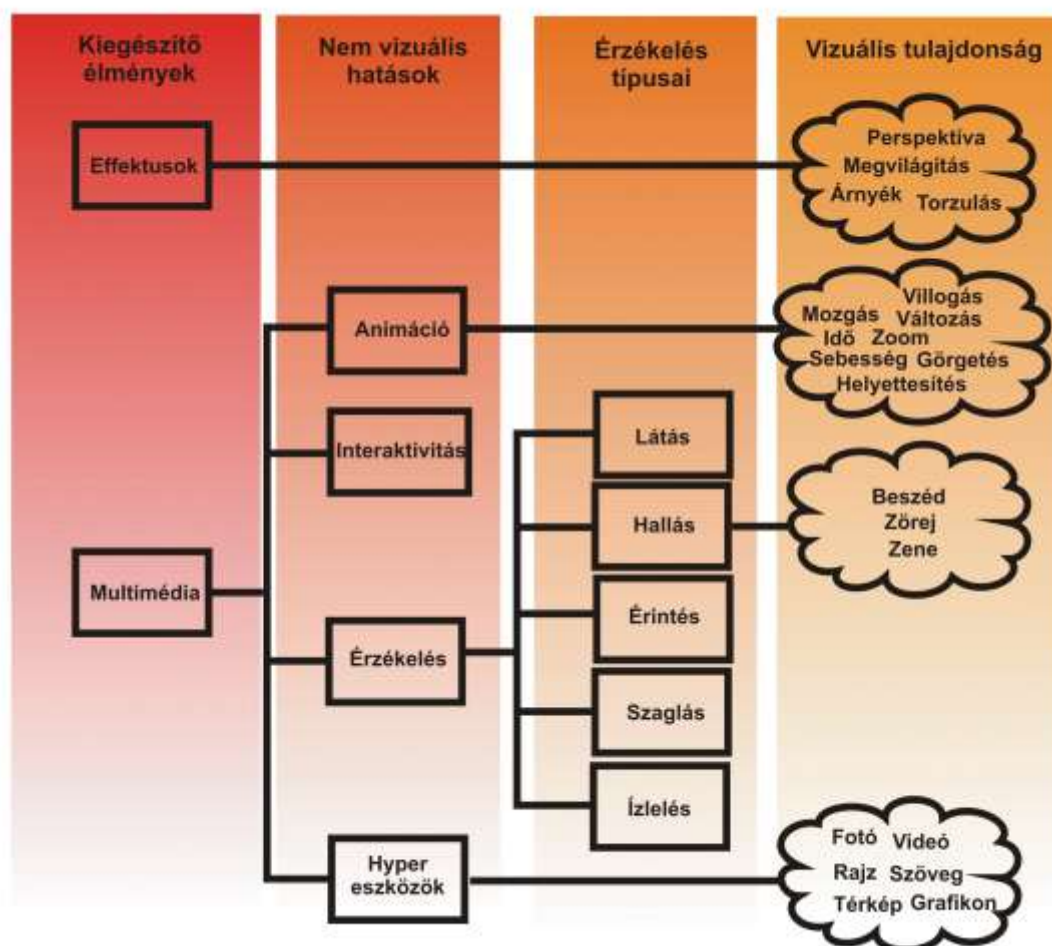 Kiegészítő
élmények
Nem vizuális
hatások
Érzékelés
típusai
Vizuális tulajdonság
Effektusok
Perspektíva
Megvilágítás
Árnyék
Torzulás
Animáció
Villogás
Mozgás
Változás
Idő Zoom
Sebesség Görgetés
Helyettesítés
Interaktivitás
Látás
Hallás
Beszéd
Zörej
Zene
Multimédia
Érzékelés
Érintés
Szaglás
Ízlelés
Hyper
eszközök
Fotó Videó
Rajz Szöveg
Térkép Grafikon